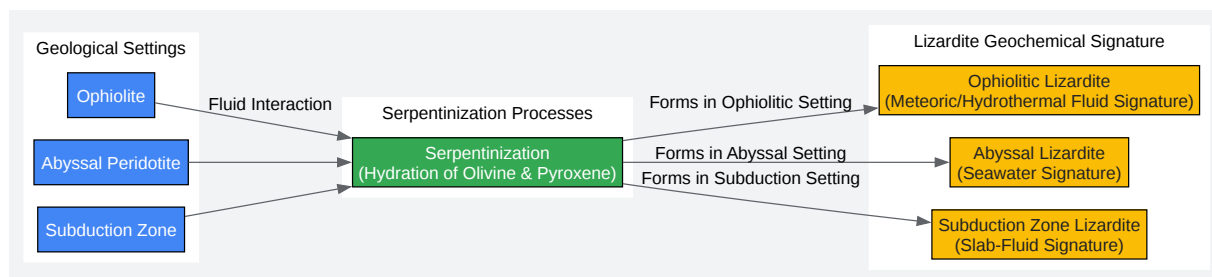 Geological Settings
Ophiolite
Abyssal Peridotite
Subduction Zone
Fluid Interaction
Serpentinization Processes
Serpentinization
(Hydration of Olivine & Pyroxene)
Forms in Ophiolitic Setting
Forms in Abyssal Setting
Forms in Subduction Setting
Lizardite Geochemical Signature
Ophiolitic Lizardite
(Meteoric/Hydrothermal Fluid Signature)
Abyssal Lizardite
(Seawater Signature)
Subduction Zone Lizardite
(Slab-Fluid Signature)